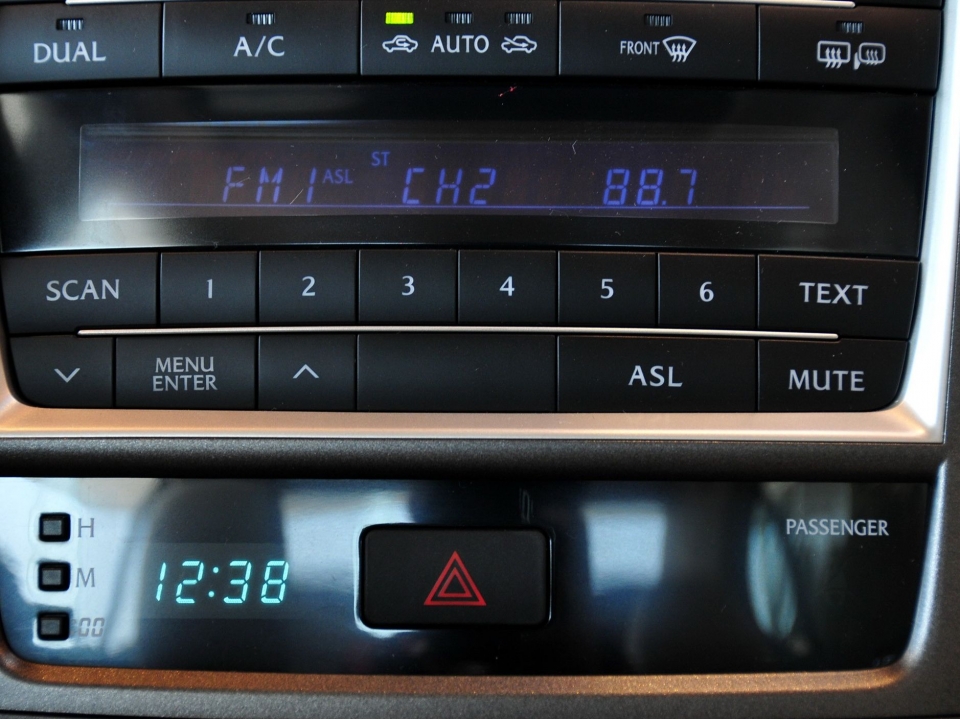 DUAL A/C AUTO FRONT
ST
FM1 ASL CH2 88.7
SCAN 1 2 3 4 5 6 TEXT
MENU
ENTER ASL MUTE
H PASSENGER
M 12:38
:00